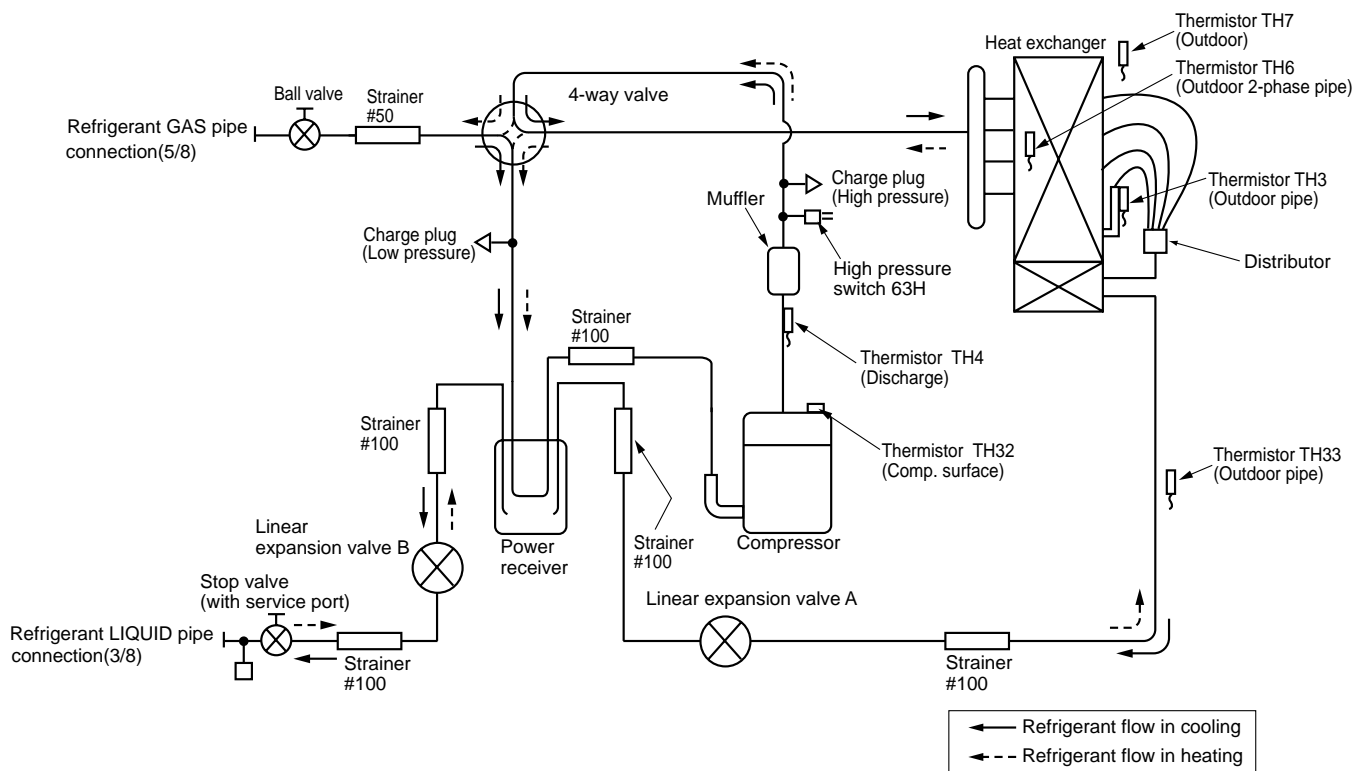 Heat exchanger
Thermistor TH7
(Outdoor)
Thermistor TH6
(Outdoor 2-phase pipe)
Ball valve
Strainer
#50
4-way valve
Refrigerant GAS pipe
connection(5/8)
Charge plug
(High pressure)
Thermistor TH3
(Outdoor pipe)
Muffler
Charge plug
(Low pressure)
Distributor
High pressure
switch 63H
Strainer
#100
Thermistor TH4
(Discharge)
Strainer
#100
Thermistor TH32
(Comp. surface)
Thermistor TH33
(Outdoor pipe)
Linear
expansion valve B
Power
receiver
Strainer
#100
Compressor
Stop valve
(with service port)
Linear expansion valve A
Refrigerant LIQUID pipe
connection(3/8)
Strainer
#100
Strainer
#100
Refrigerant flow in cooling
Refrigerant flow in heating